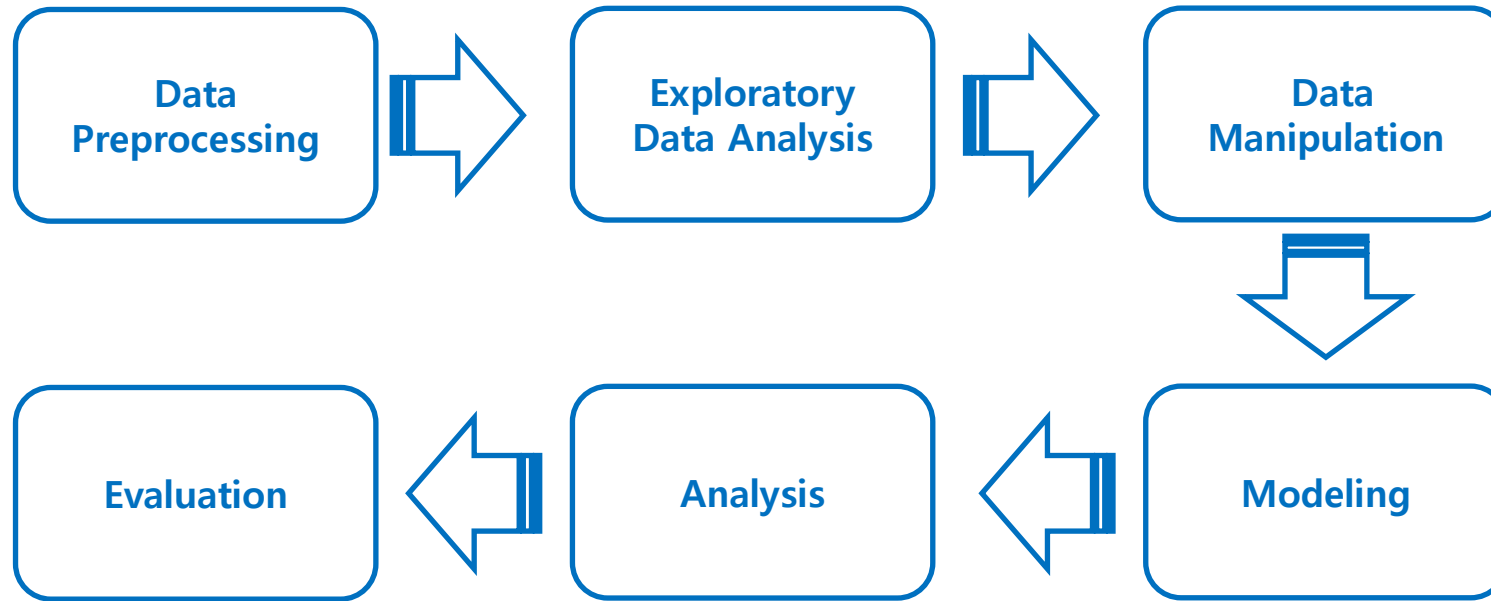 Data
Preprocessing
Exploratory
Data Analysis
Data
Manipulation
Modeling
Analysis
Evaluation